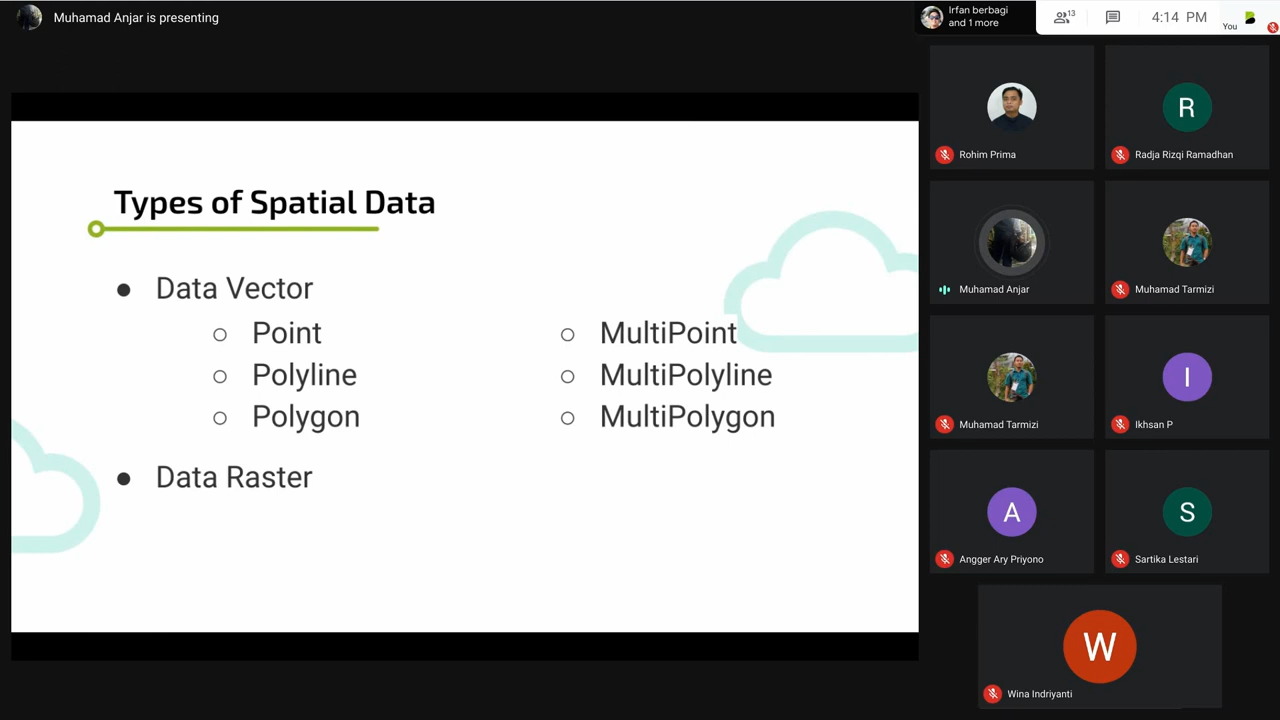 Muhamad Anjar is presenting
Irfan berbagi
and 1 more
13
4:14 PM
You
Types of Spatial Data
Data Vector
Point
Polyline
Polygon
MultiPoint
MultiPolyline
MultiPolygon
Data Raster
Rohim Prima
R
Radja Rizqi Ramadhan
Muhamad Anjar
Muhamad Tarmizi
Muhamad Tarmizi
I
Ikhsan P
A
Angger Ary Priyono
S
Sartika Lestari
W
Wina Indriyanti